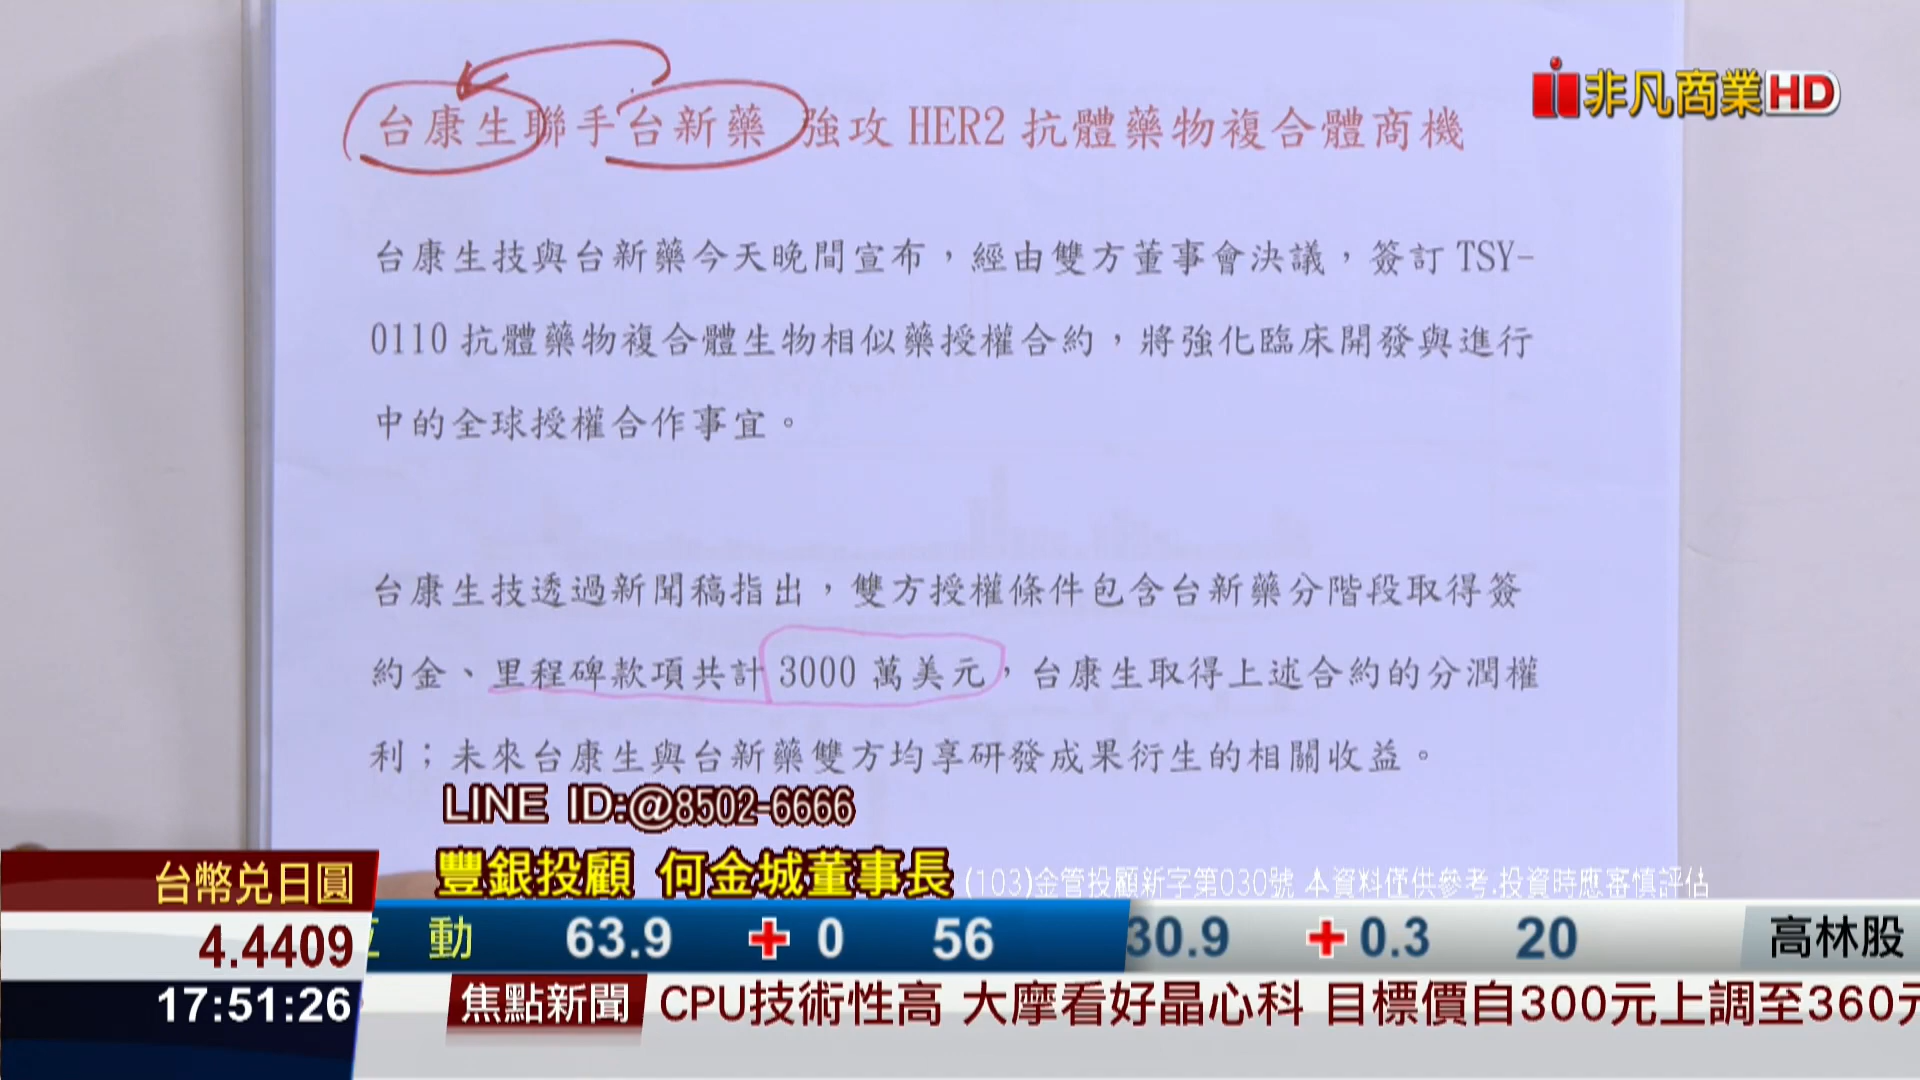 非凡商業HD
台康生聯手台新藥 強攻 HER2 抗體藥物複合體商機
台康生技與台新藥今天晚間宣布，經由雙方董事會決議，簽訂 TSY-
0110 抗體藥物複合體生物相似藥授權合約，將強化臨床開發與進行
中的全球授權合作事宜。
台康生技透過新聞稿指出，雙方授權條件包含台新藥分階段取得簽
約金、里程碑款項共計 3000 萬美元，台康生取得上述合約的分潤權
利；未來台康生與台新藥雙方均享研發成果衍生的相關收益。
LINE ID:@8502-6666
豐銀投顧 何金城董事長 (103)金管投顧新字第030號 本資料僅供參考.投資時應審慎評估
台幣兌日圓
4.4409
動 63.9 + 0 56 30.9 + 0.3 20 高林股
17:51:26
焦點新聞 CPU技術性高 大摩看好晶心科 目標價自300元上調至360元